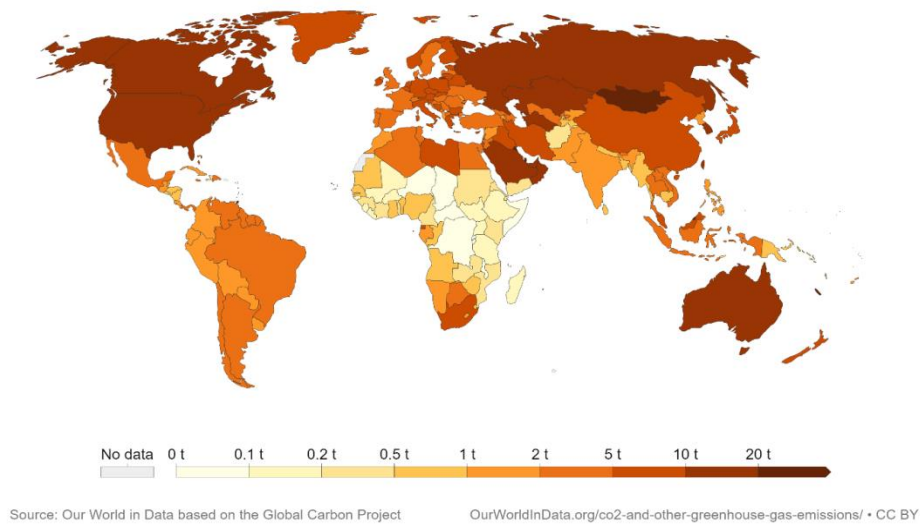 No data 0 t 0.1 t 0.2 t 0.5 t 1 t 2 t 5 t 10 t 20 t
Source: Our World in Data based on the Global Carbon Project OurWorldInData.org/co2-and-other-greenhouse-gas-emissions/ • CC BY